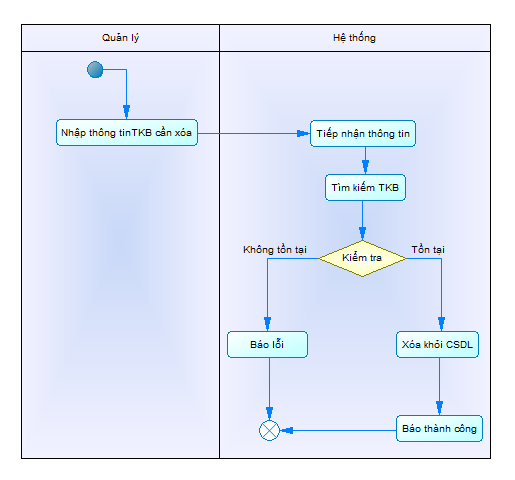 Quản lý
Hệ thống
Nhập thông tinTKB cần xóa
Tiếp nhận thông tin
Tìm kiếm TKB
Không tồn tại
Kiểm tra
Tồn tại
Báo lỗi
Xóa khỏi CSDL
Báo thành công